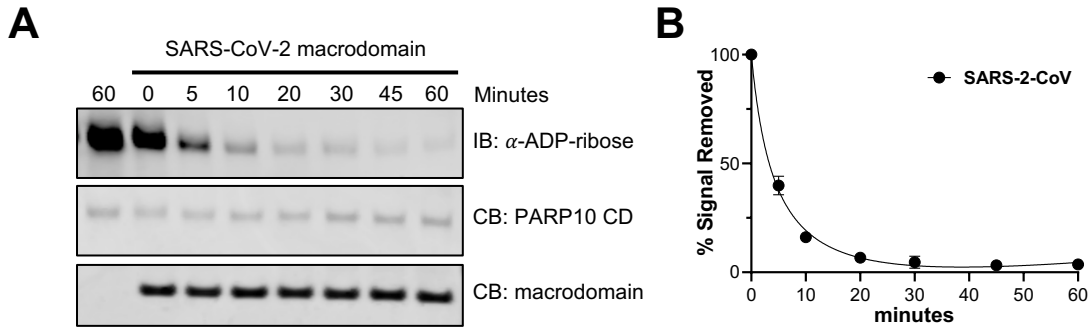 A
SARS-CoV-2 macrodomain
60 0 5 10 20 30 45 60 Minutes
IB: α-ADP-ribose
CB: PARP10 CD
CB: macrodomain
B
100
50
0
% Signal Removed
SARS-2-CoV
0 10 20 30 40 50 60
minutes